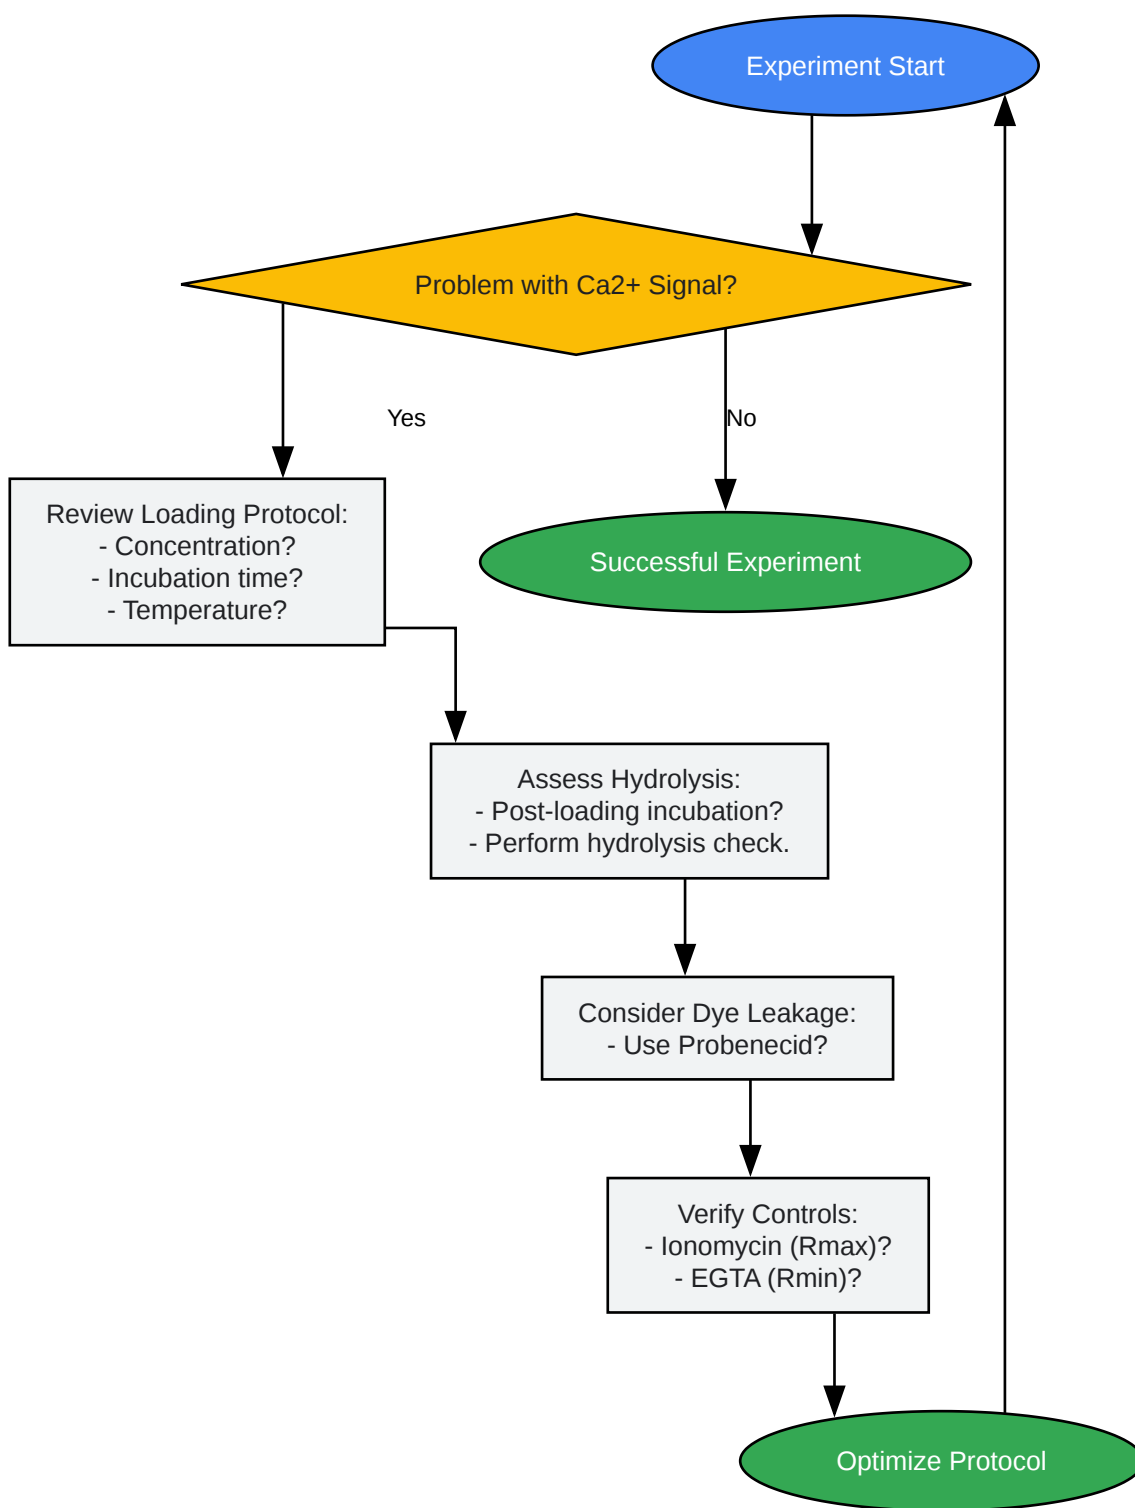 Experiment Start
Problem with Ca2+ Signal?
Yes
No
Review Loading Protocol:
- Concentration?
- Incubation time?
- Temperature?
Successful Experiment
Assess Hydrolysis:
- Post-loading incubation?
- Perform hydrolysis check.
Consider Dye Leakage:
- Use Probenecid?
Verify Controls:
- Ionomycin (Rmax)?
- EGTA (Rmin)?
Optimize Protocol